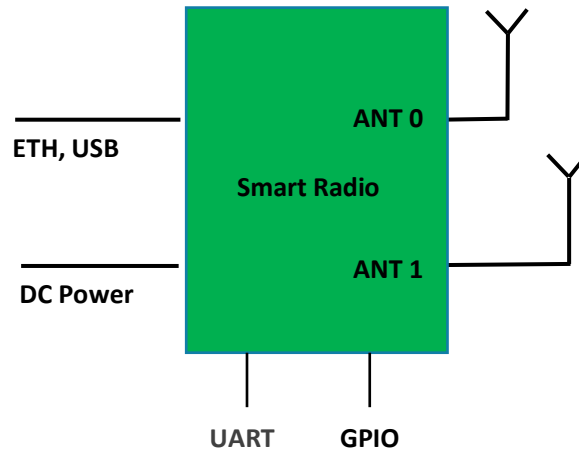 ANT 0
ETH, USB
Smart Radio
ANT 1
DC Power
UART
GPIO